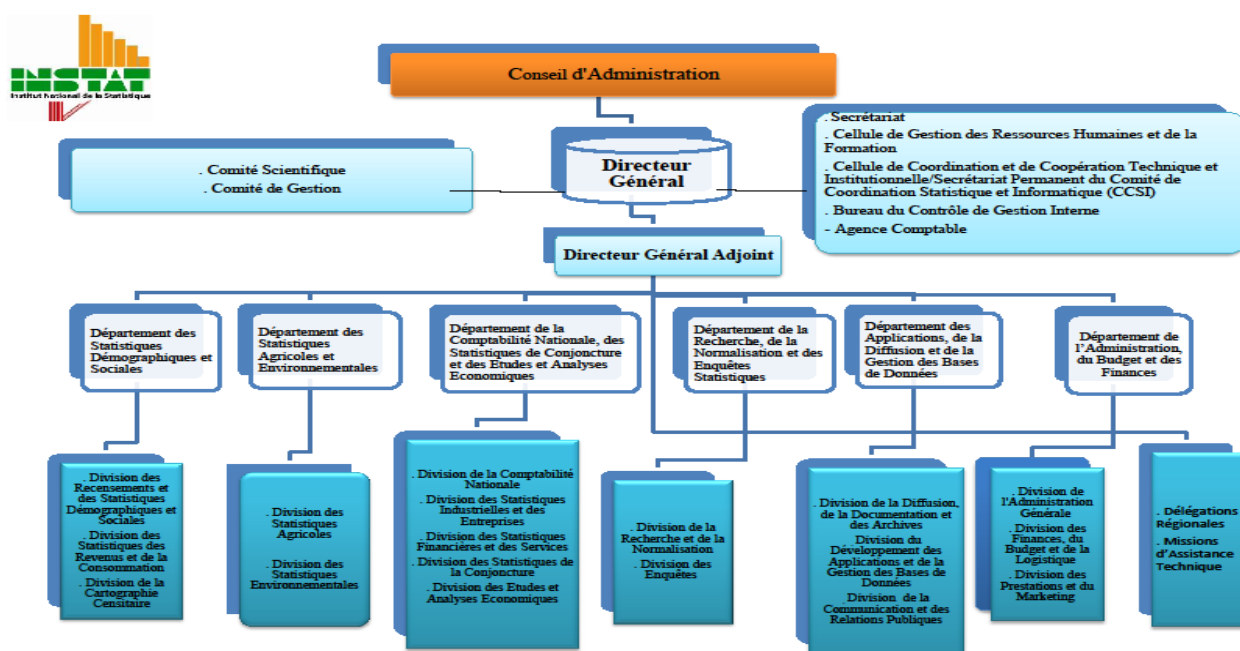 INSTAT
Institut National de la Statistique
Conseil d'Administration
. Comité Scientifique
. Comité de Gestion
Directeur
Général
. Secrétariat
. Cellule de Gestion des Ressources Humaines et de la
Formation
. Cellule de Coordination et de Coopération Technique et
Institutionnelle/Secrétariat Permanent du Comité de
Coordination Statistique et Informatique (CCSI)
. Bureau du Contrôle de Gestion Interne
- Agence Comptable
Directeur Général Adjoint
Département des
Statistiques
Démographiques et
Sociales
Département des
Statistiques
Agricoles et
Environnementales
Département de la
Comptabilité Nationale, des
Statistiques de Conjoncture
et des Etudes et Analyses
Economiques
Département de la
Recherche, de la
Normalisation et des
Enquêtes
Statistiques
Département des
Applications, de la
Diffusion et de la
Gestion des Bases
de Données
Département de
l'Administration,
du Budget et des
Finances
. Division des
Recensements et
des Statistiques
Démographiques et
Sociales
. Division des
Statistiques des
Revenus et de la
Consommation
. Division de la
Cartographie
Censitaire
. Division des
Statistiques
Agricoles
. Division des
Statistiques
Environnementales
. Division de la Comptabilité
Nationale
. Division des Statistiques
Industrielles et des
Entreprises
. Division des Statistiques
Financières et des Services
. Division des Statistiques de
la Conjoncture
. Division des Etudes et
Analyses Economiques
. Division de la
Recherche et de la
Normalisation
. Division des
Enquêtes
. Division de la Diffusion,
de la Documentation et
des Archives
. Division du
Développement des
Applications et de la
Gestion des Bases de
Données
. Division de la
Communication et des
Relations Publiques
. Division de
l'Administration
Générale
. Division des
Finances, du
Budget et de la
Logistique
. Division des
Prestations et du
Marketing
. Délégations
Régionales
. Missions
d'Assistance
Technique